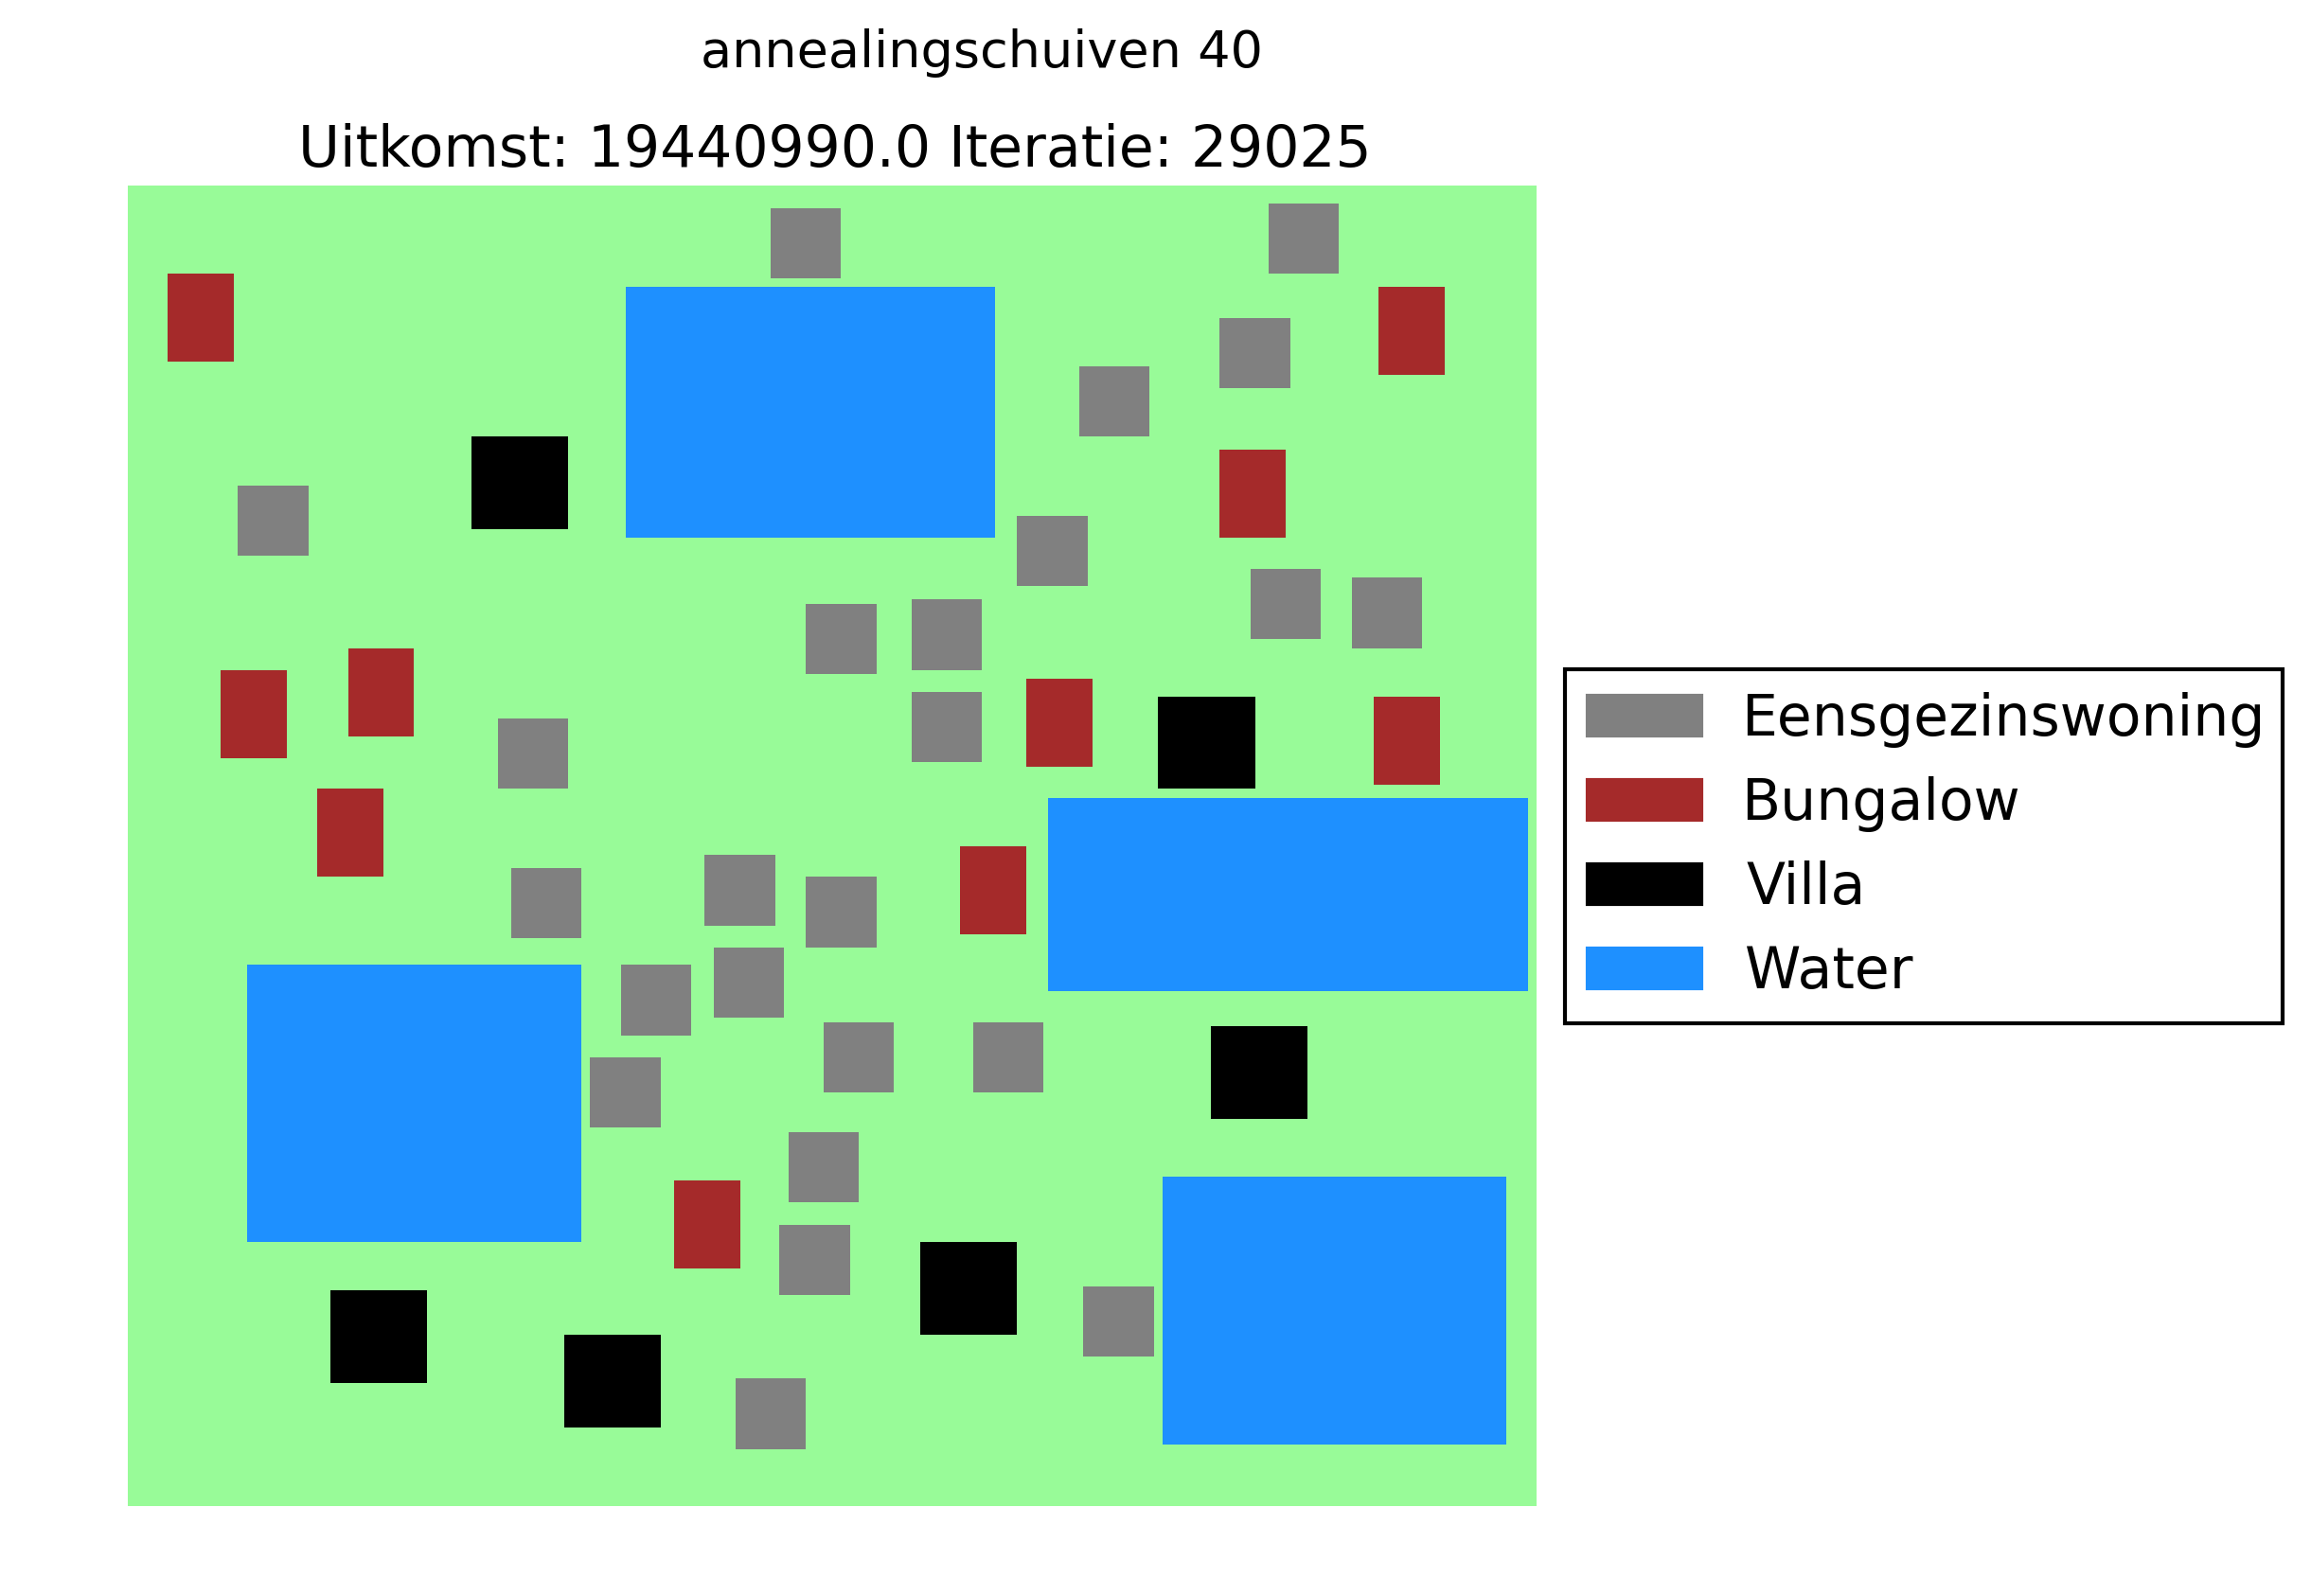 annealingschuiven 40
Uitkomst: 19440990.0 Iteratie: 29025
Eensgezinswoning
Bungalow
Villa
Water